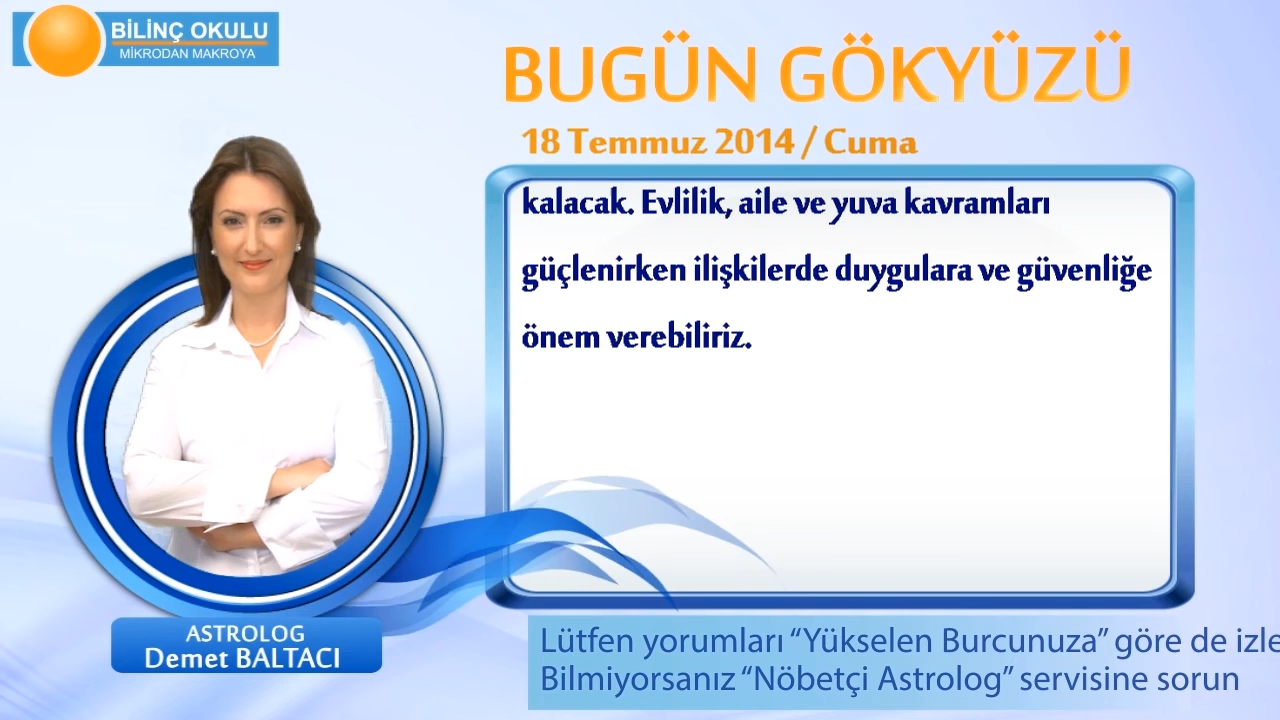 BİLİNÇ OKULU
MİKRODAN MAKROYA
BUGÜN GÖKYÜZÜ
18 Temmuz 2014 / Cuma
kalacak. Evlilik, aile ve yuva kavramları
güçlenirken ilişkilerde duygulara ve güvenliğe
önem verebiliriz.
ASTROLOG
Demet BALTACI
Lütfen yorumları “Yükselen Burcunuza” göre de izle
Bilmiyorsanız “Nöbetçi Astrolog” servisine sorun